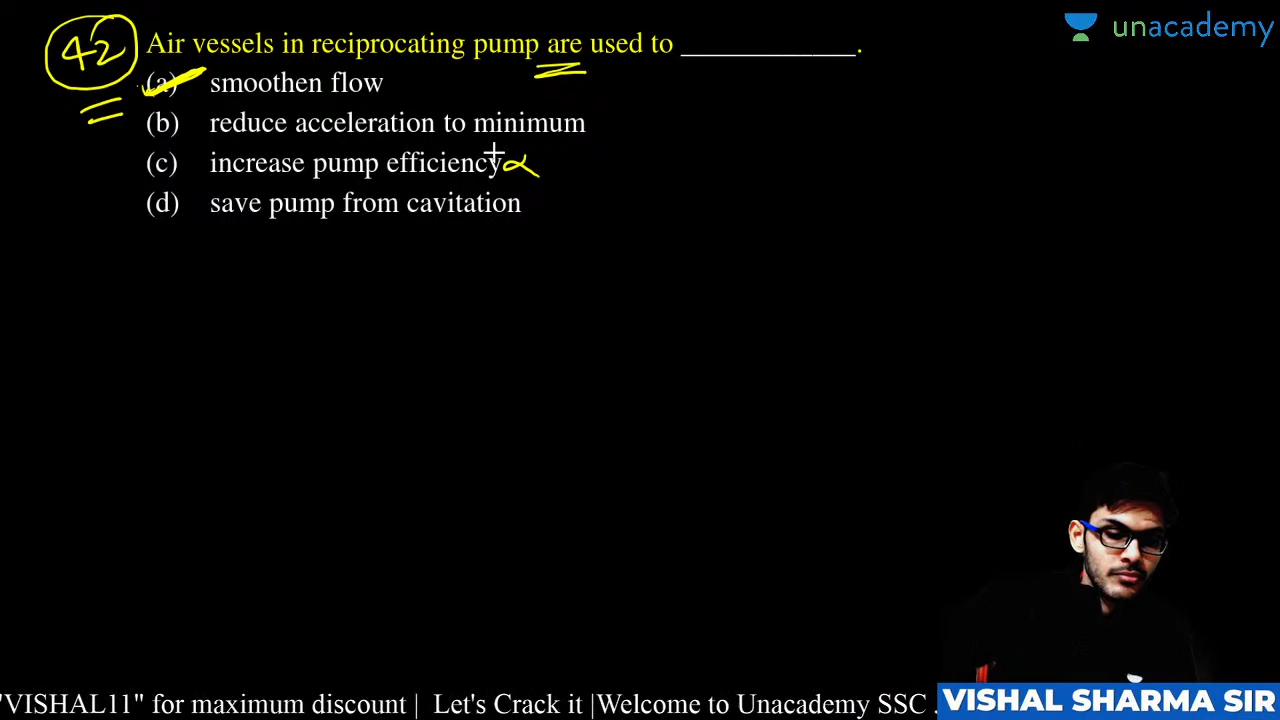 42 Air vessels in reciprocating pump are used to ____________.
(a) smoothen flow
(b) reduce acceleration to minimum
(c) increase pump efficiency
(d) save pump from cavitation
unacademy
"VISHAL11" for maximum discount | Let's Crack it |Welcome to Unacademy SSC .
VISHAL SHARMA SIR